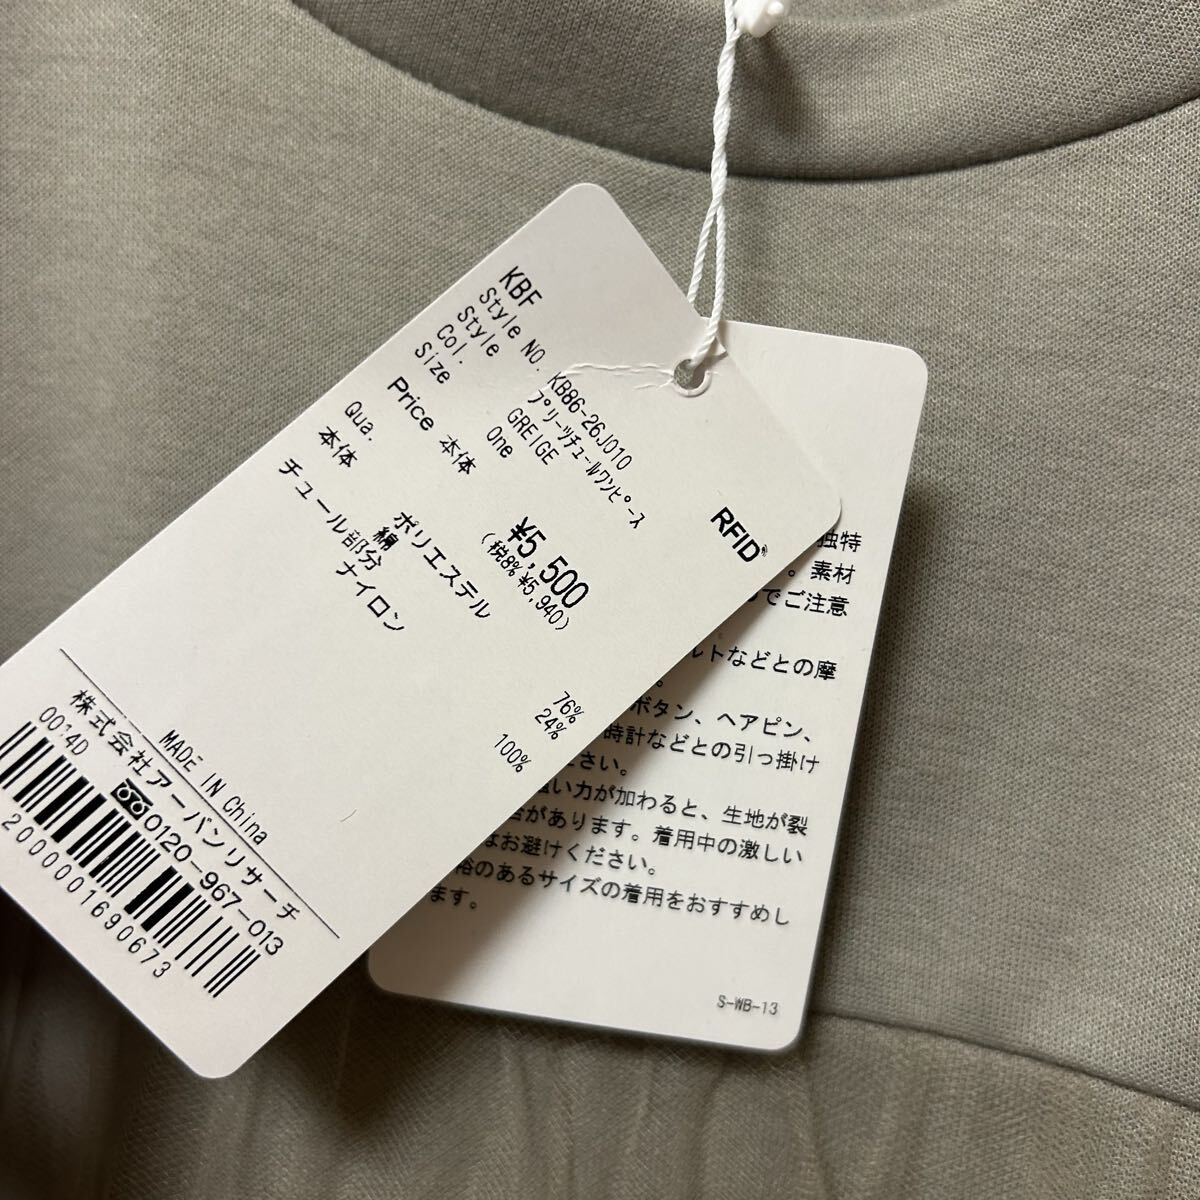 KBF
Style NO. KB86-26J010
Style ﾌﾟﾘｰﾂﾁｭｰﾙﾜﾝﾋﾟｰｽ
Col. GREIGE
Size One
Price 本体 ¥5,500
(税8% ¥5,940)
RFID
Qua.
本体 ポリエステル 76%
綿 24%
チュール部分
ナイロン 100%
MADE IN China
株式会社アーバンリサーチ
0014D 0120-967-013
2000001690673
独特
。素材
でご注意
ルトなどとの摩
。
ボタン、ヘアピン、
時計などとの引っ掛け
さい。
い力が加わると、生地が裂
合があります。着用中の激しい
なお避けください。
裕のあるサイズの着用をおすすめし
ます。
S-WB-13